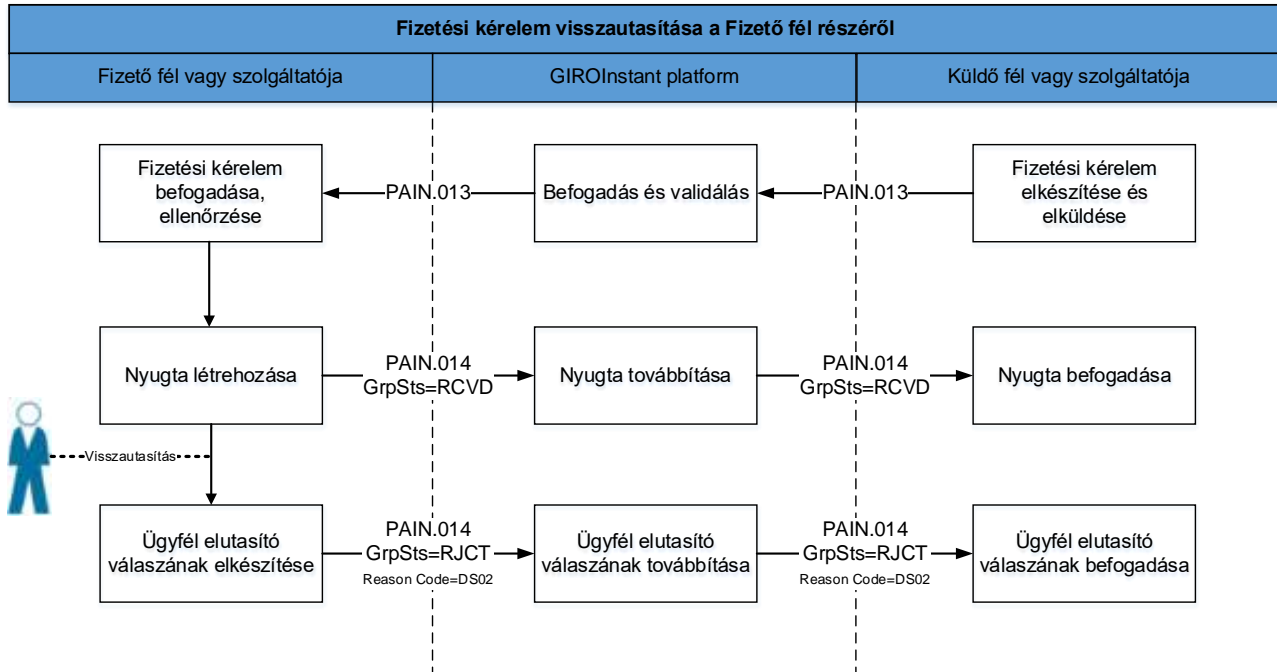 Fizetési kérelem visszautasítása a Fizető fél részéről
Fizető fél vagy szolgáltatója
GIROInstant platform
Küldő fél vagy szolgáltatója
Fizetési kérelem
befogadása,
ellenőrzése
PAIN.013
Befogadás és validálás
PAIN.013
Fizetési kérelem
elkészítése és
elküldése
Nyugta létrehozása
PAIN.014
GrpSts=RCVD
Nyugta továbbítása
PAIN.014
GrpSts=RCVD
Nyugta befogadása
Visszautasítás
Ügyfél elutasító
válaszának elkészítése
PAIN.014
GrpSts=RJCT
Reason Code=DS02
Ügyfél elutasító
válaszának továbbítása
PAIN.014
GrpSts=RJCT
Reason Code=DS02
Ügyfél elutasító
válaszának befogadása